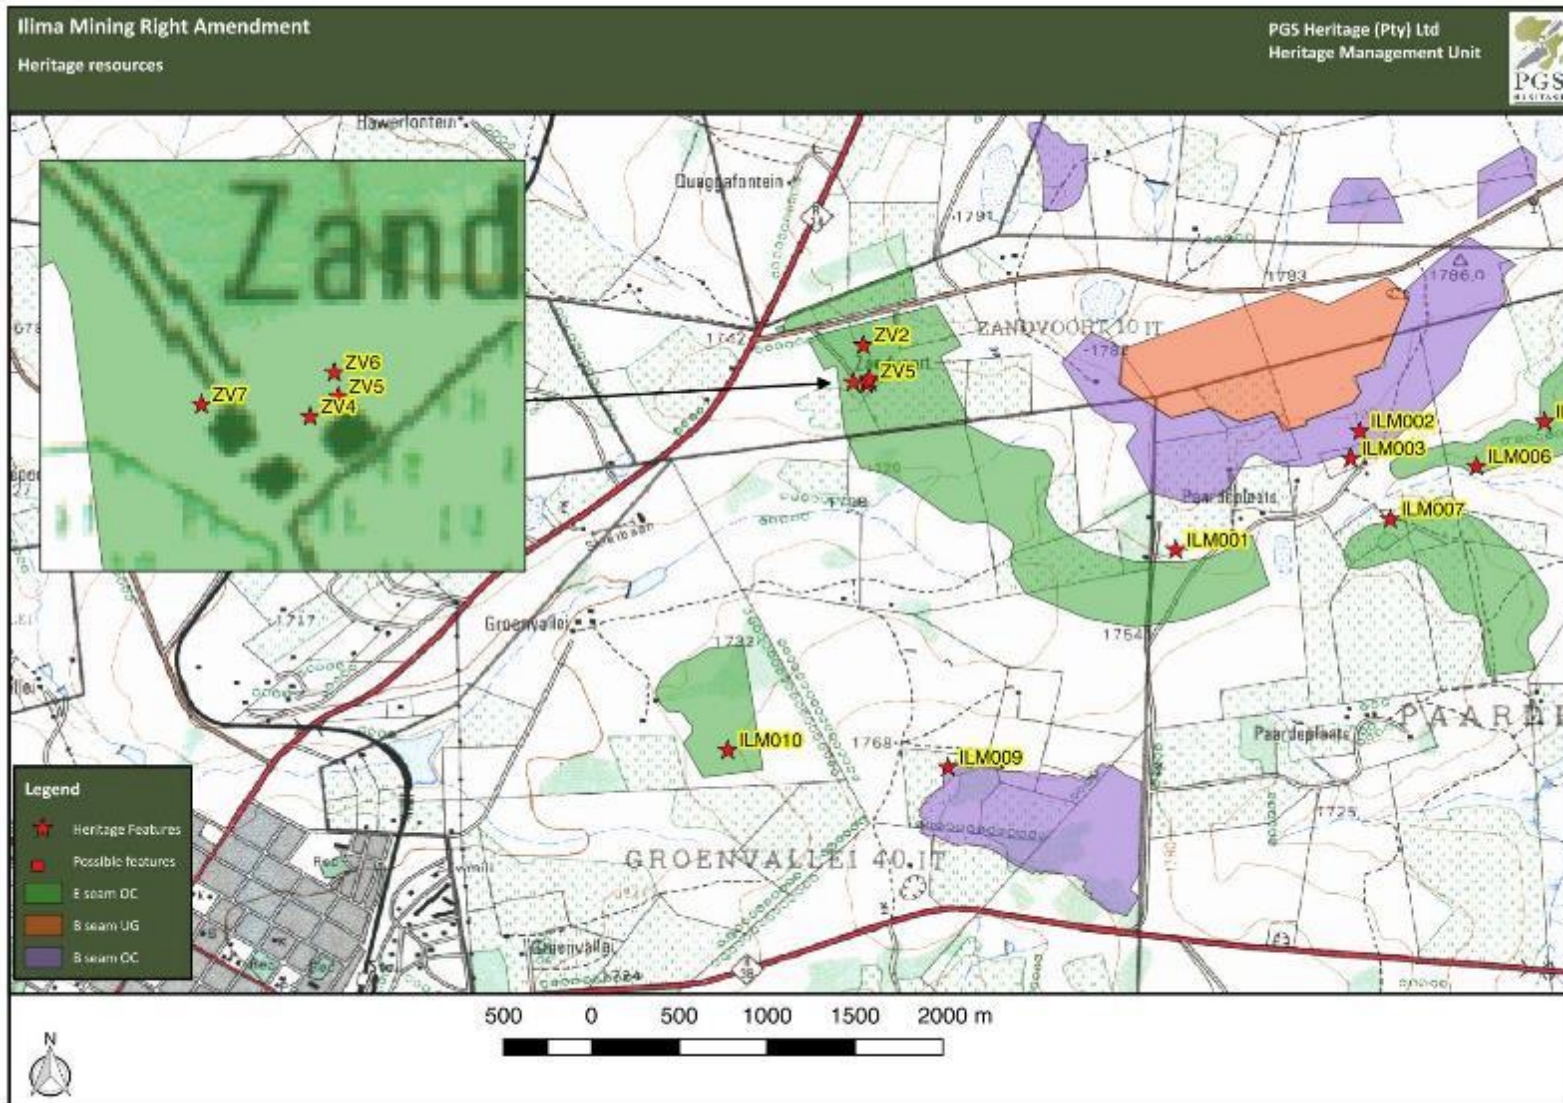 Ilima Mining Right Amendment
Heritage resources
PGS Heritage (Pty) Ltd
Heritage Management Unit
PGS
HERITAGE
Hawerfontein
Quaggafontein
1791
1793
1786,0
1742
ZANDVOORT 10 IT
Zand
ZV6
ZV5
ZV7
ZV4
ZV2
ZV5
ILM002
ILM003
ILM006
ILM007
ILM001
Paardeplaats
Groenvallei
1717
1732
1754
1768
ILM010
ILM009
Paardeplaats
1725
GROENVALLEI 40 IT
Groenvallei
1724
38
Legend
Heritage Features
Possible features
E seam OC
B seam UG
B seam OC
500 0 500 1000 1500 2000 m
N